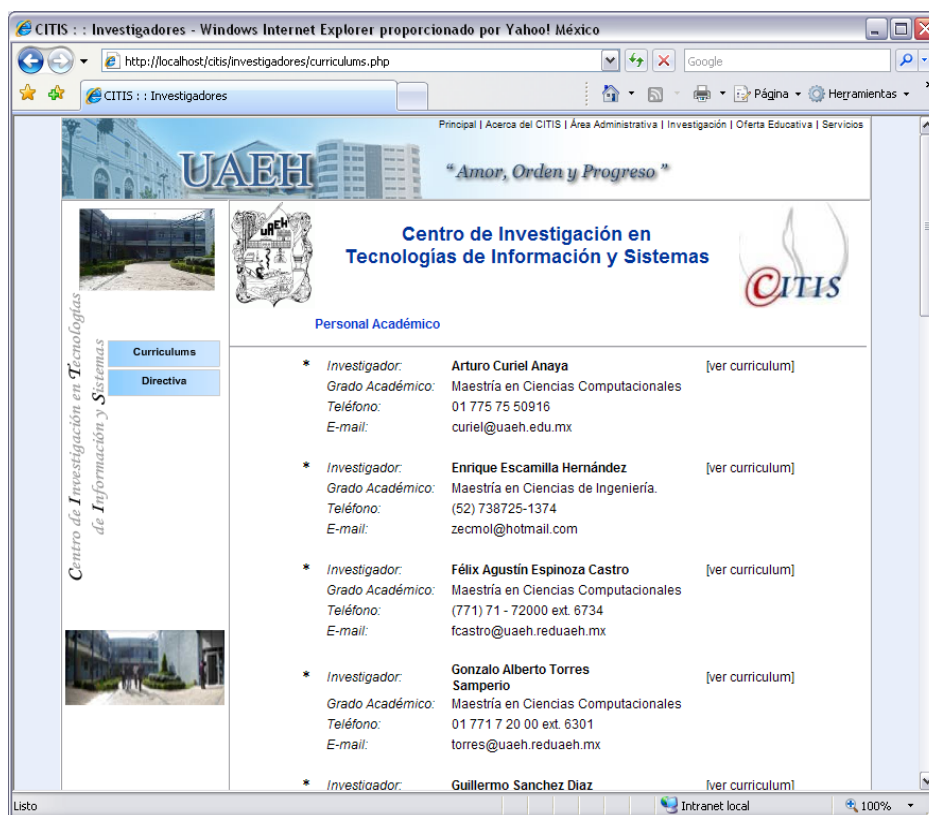 CITIS : : Investigadores - Windows Internet Explorer proporcionado por Yahoo! México
http://localhost/citis/investigadores/curriculums.php
Google
CITIS : : Investigadores
Página
Herramientas
Principal | Acerca del CITIS | Área Administrativa | Investigación | Oferta Educativa | Servicios
UAEH
“ Amor, Orden y Progreso ”
UAEH
Centro de Investigación en
Tecnologías de Información y Sistemas
CITIS
Personal Académico
Centro de Investigación en Tecnologías
de Información y Sistemas
Curriculums
Directiva
* Investigador: Arturo Curiel Anaya [ver curriculum]
Grado Académico: Maestría en Ciencias Computacionales
Teléfono: 01 775 75 50916
E-mail: curiel@uaeh.edu.mx
* Investigador: Enrique Escamilla Hernández [ver curriculum]
Grado Académico: Maestría en Ciencias de Ingeniería.
Teléfono: (52) 738725-1374
E-mail: zecmol@hotmail.com
* Investigador: Félix Agustín Espinoza Castro [ver curriculum]
Grado Académico: Maestría en Ciencias Computacionales
Teléfono: (771) 71 - 72000 ext. 6734
E-mail: fcastro@uaeh.reduaeh.mx
* Investigador: Gonzalo Alberto Torres [ver curriculum]
Samperio
Grado Académico: Maestría en Ciencias Computacionales
Teléfono: 01 771 7 20 00 ext. 6301
E-mail: torres@uaeh.reduaeh.mx
* Investigador: Guillermo Sanchez Diaz [ver curriculum]
Listo
Intranet local
100%